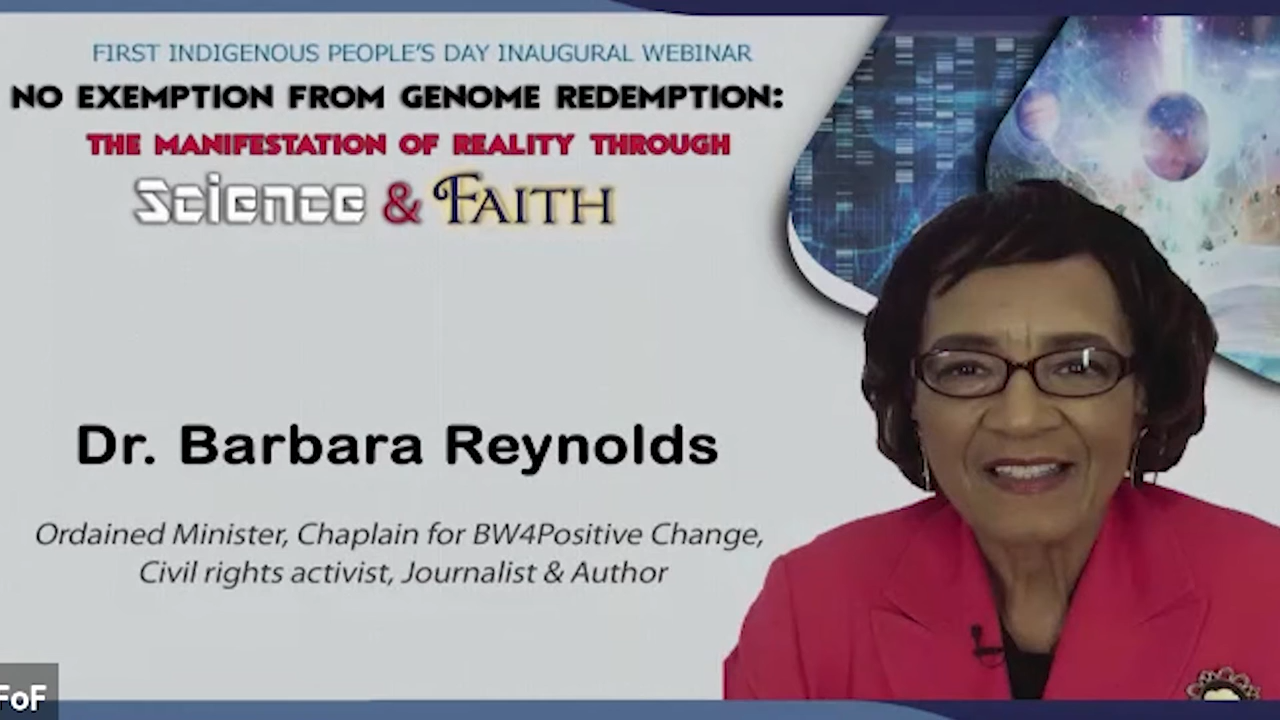 FIRST INDIGENOUS PEOPLE'S DAY INAUGURAL WEBINAR
NO EXEMPTION FROM GENOME REDEMPTION:
THE MANIFESTATION OF REALITY THROUGH
Science & FAITH
Dr. Barbara Reynolds
Ordained Minister, Chaplain for BW4Positive Change,
Civil rights activist, Journalist & Author
FoF